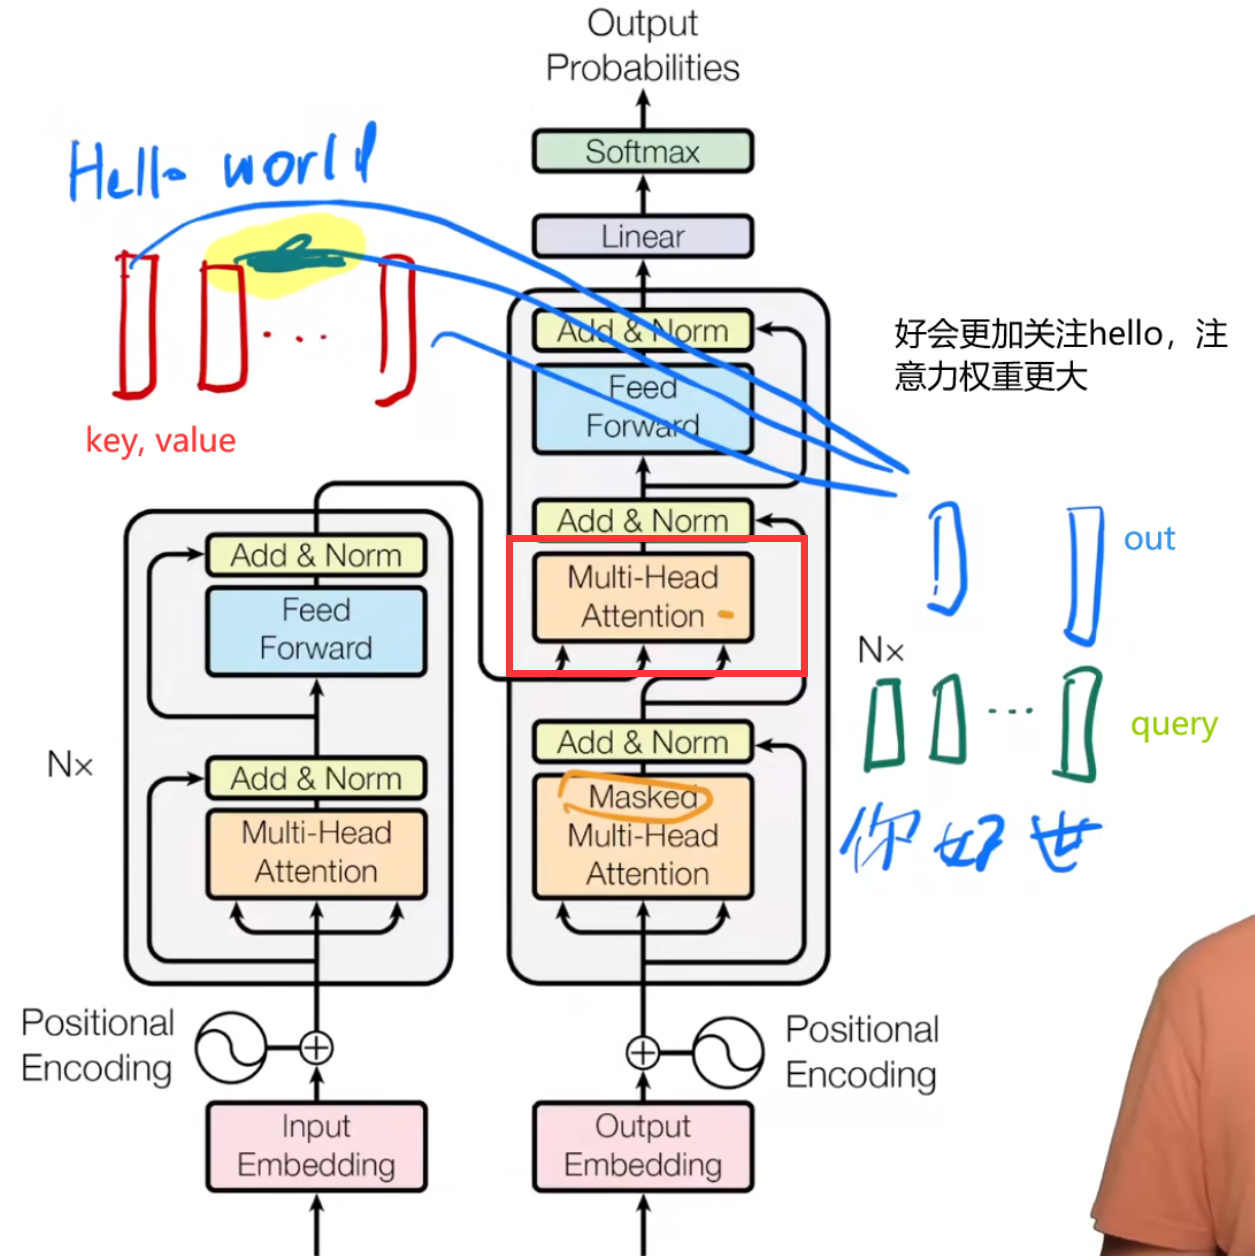 Output
Probabilities
Softmax
Hello world
Linear
Add & Norm
好会更加关注hello，注
意力权重更大
Feed
Forward
key, value
Add & Norm
out
Add & Norm
Multi-Head
Attention
Feed
Forward
N×
query
Add & Norm
N×
Add & Norm
Masked
Multi-Head
Attention
你 好 世
Multi-Head
Attention
Positional
Encoding
Positional
Encoding
Input
Embedding
Output
Embedding